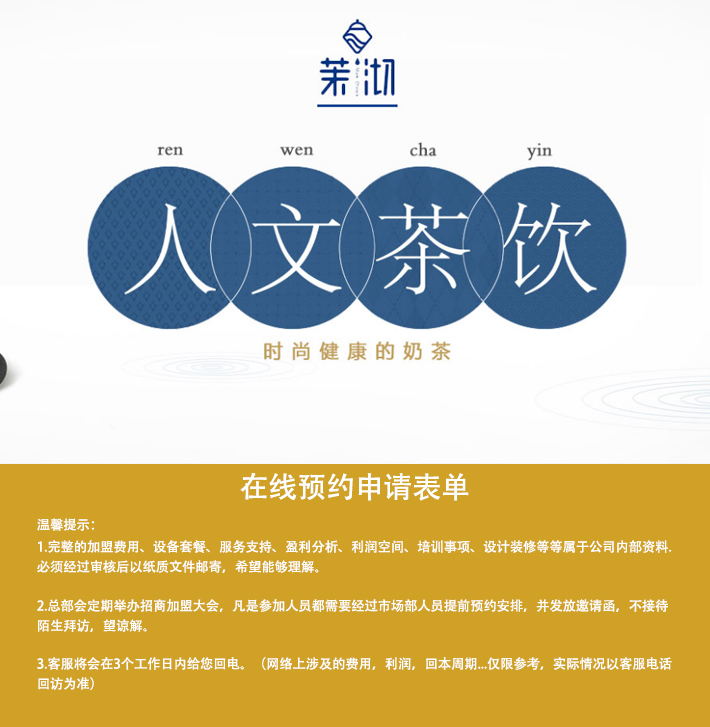 茉沏
ren wen cha yin
人文茶饮
时尚健康的奶茶
在线预约申请表单
温馨提示：
1.完整的加盟费用、设备套餐、服务支持、盈利分析、利润空间、培训事项、设计装修等等属于公司内部资料.
必须经过审核后以纸质文件邮寄，希望能够理解。
2.总部会定期举办招商加盟大会，凡是参加人员都需要经过市场部人员提前预约安排，并发放邀请函，不接待
陌生拜访，望谅解。
3.客服将会在3个工作日内给您回电。（网络上涉及的费用，利润，回本周期...仅限参考，实际情况以客服电话
回访为准）